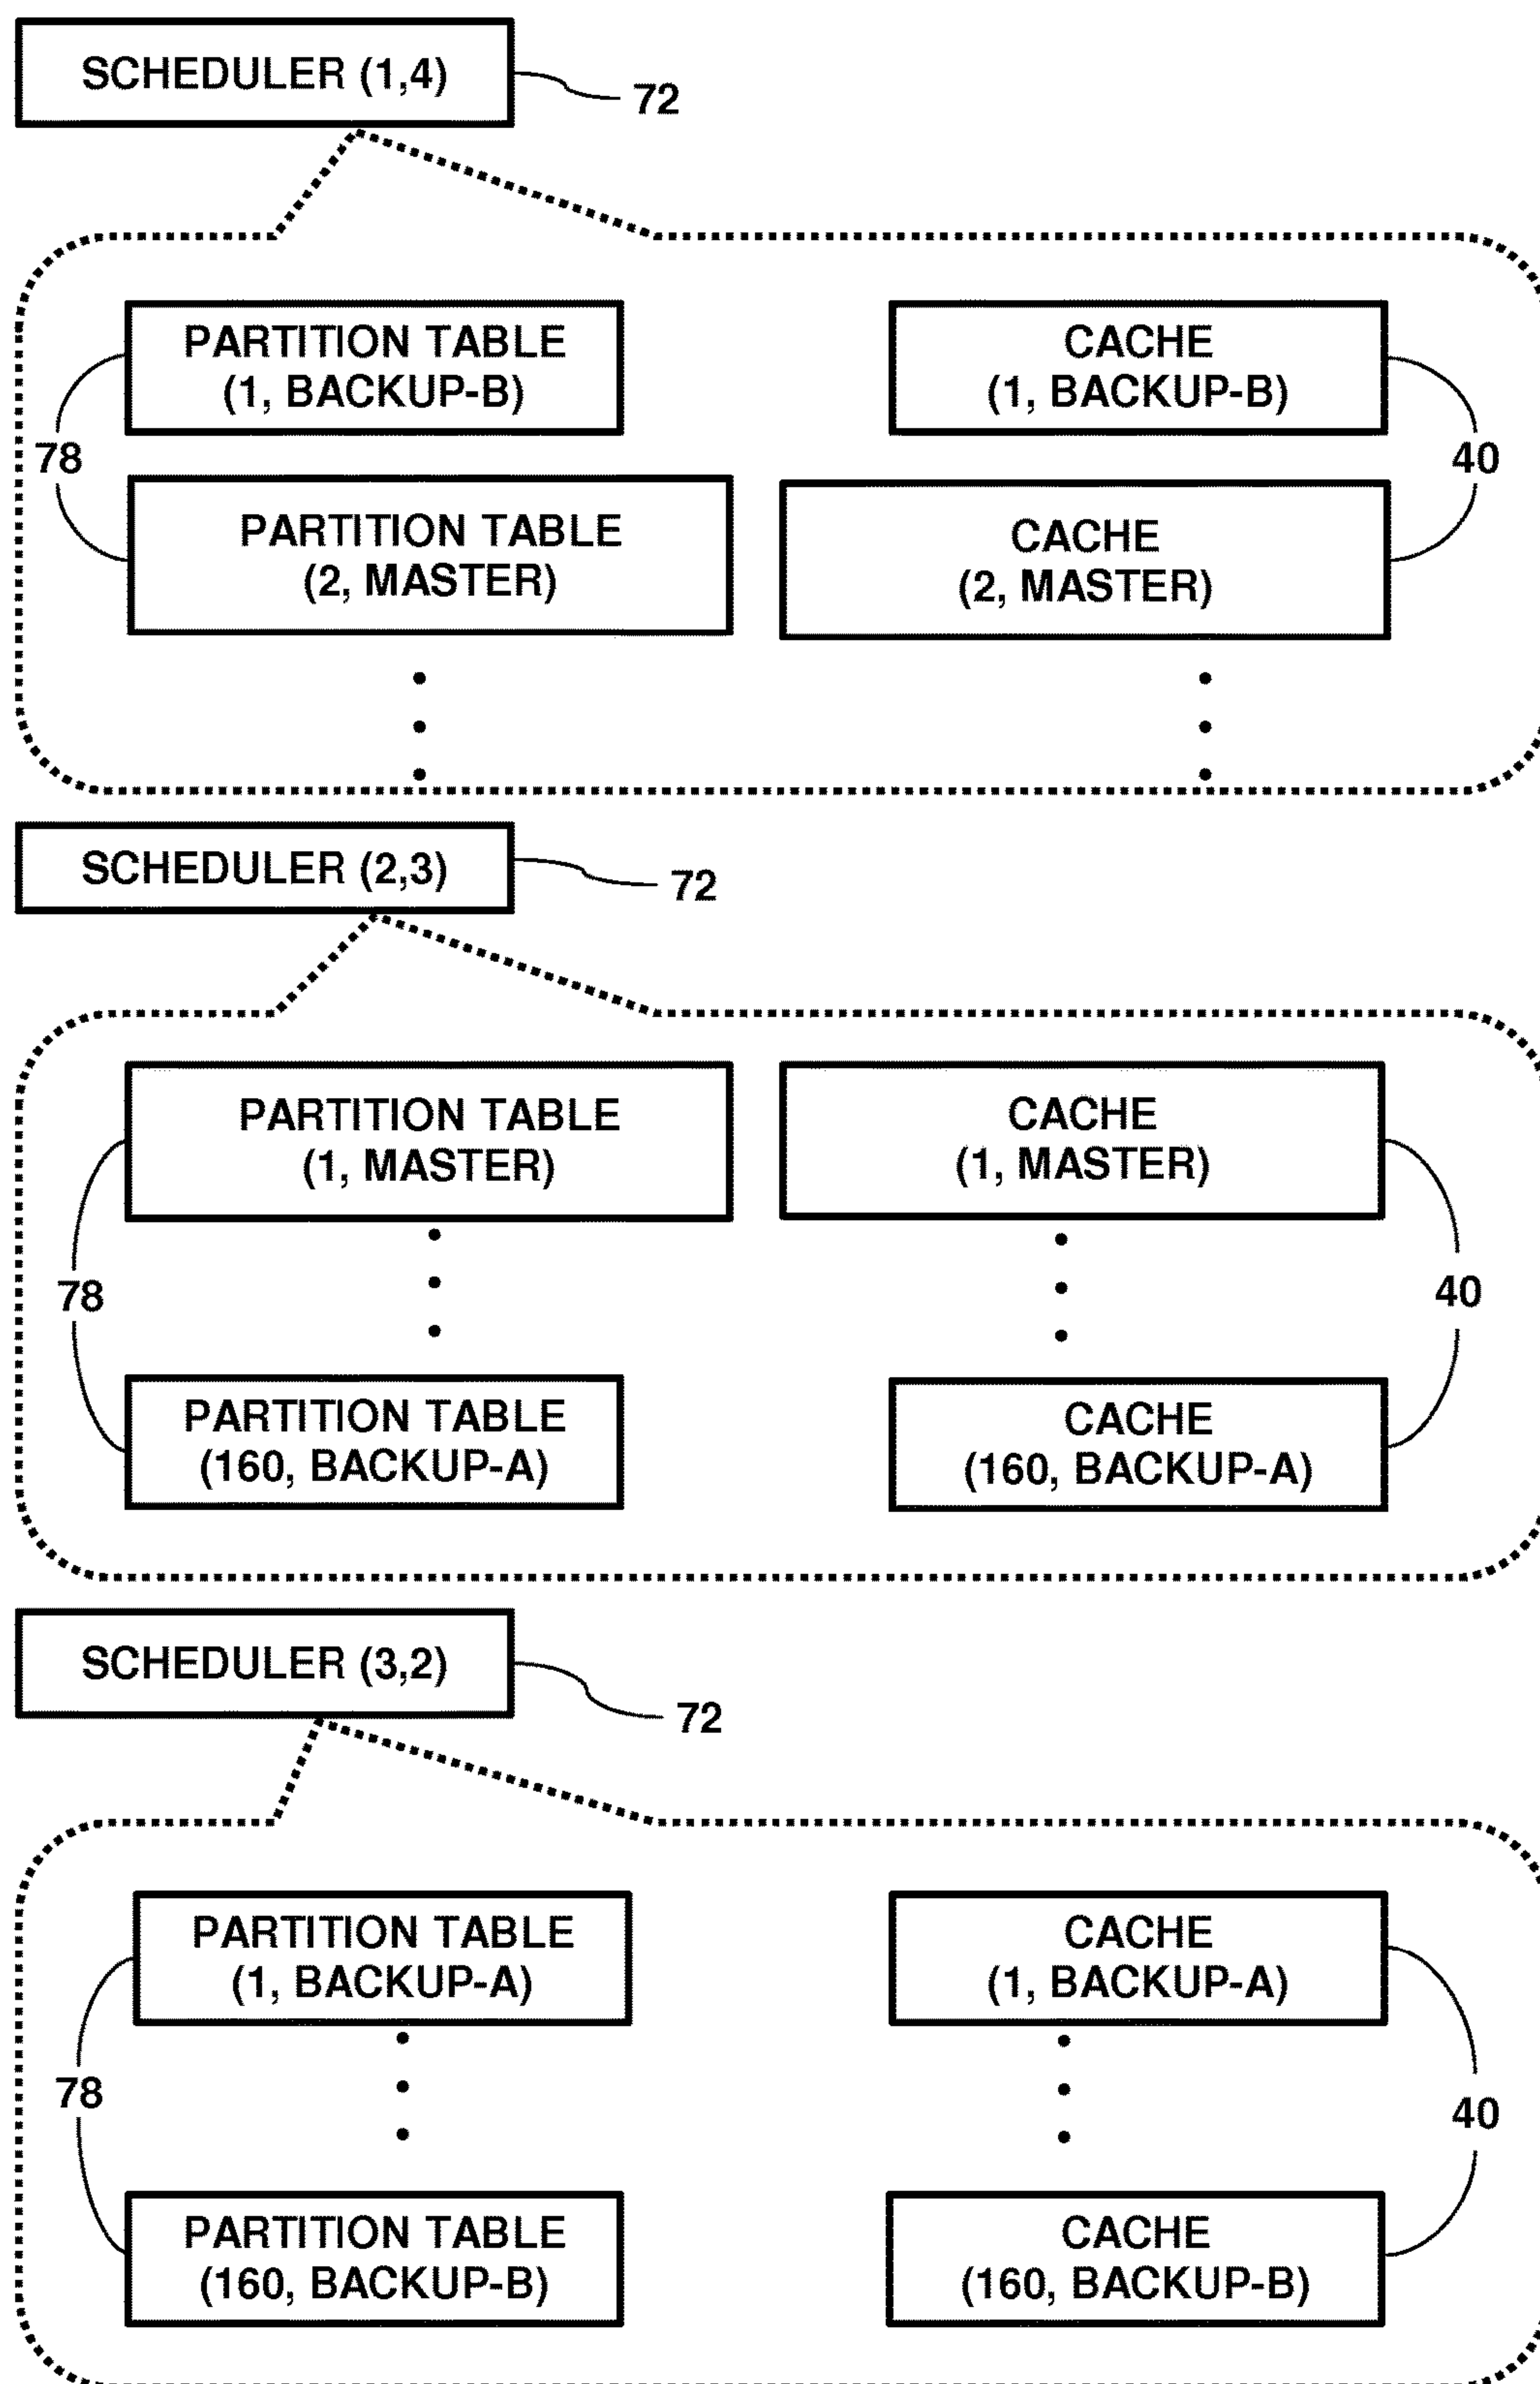 SCHEDULER (1,4)
72
PARTITION TABLE
(1, BACKUP-B)
CACHE
(1, BACKUP-B)
78
40
PARTITION TABLE
(2, MASTER)
CACHE
(2, MASTER)
SCHEDULER (2,3)
72
PARTITION TABLE
(1, MASTER)
CACHE
(1, MASTER)
78
40
PARTITION TABLE
(160, BACKUP-A)
CACHE
(160, BACKUP-A)
SCHEDULER (3,2)
72
PARTITION TABLE
(1, BACKUP-A)
CACHE
(1, BACKUP-A)
78
40
PARTITION TABLE
(160, BACKUP-B)
CACHE
(160, BACKUP-B)